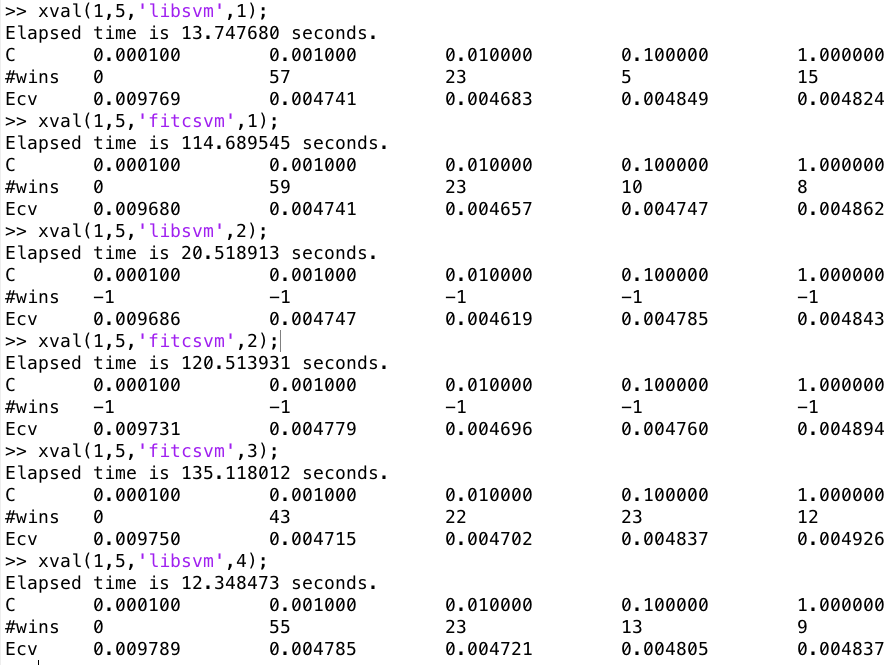 >> xval(1,5,'libsvm',1);
Elapsed time is 13.747680 seconds.
C 0.000100 0.001000 0.010000 0.100000 1.000000
#wins 0 57 23 5 15
Ecv 0.009769 0.004741 0.004683 0.004849 0.004824
>> xval(1,5,'fitcsvm',1);
Elapsed time is 114.689545 seconds.
C 0.000100 0.001000 0.010000 0.100000 1.000000
#wins 0 59 23 10 8
Ecv 0.009680 0.004741 0.004657 0.004747 0.004862
>> xval(1,5,'libsvm',2);
Elapsed time is 20.518913 seconds.
C 0.000100 0.001000 0.010000 0.100000 1.000000
#wins -1 -1 -1 -1 -1
Ecv 0.009686 0.004747 0.004619 0.004785 0.004843
>> xval(1,5,'fitcsvm',2);
Elapsed time is 120.513931 seconds.
C 0.000100 0.001000 0.010000 0.100000 1.000000
#wins -1 -1 -1 -1 -1
Ecv 0.009731 0.004779 0.004696 0.004760 0.004894
>> xval(1,5,'fitcsvm',3);
Elapsed time is 135.118012 seconds.
C 0.000100 0.001000 0.010000 0.100000 1.000000
#wins 0 43 22 23 12
Ecv 0.009750 0.004715 0.004702 0.004837 0.004926
>> xval(1,5,'libsvm',4);
Elapsed time is 12.348473 seconds.
C 0.000100 0.001000 0.010000 0.100000 1.000000
#wins 0 55 23 13 9
Ecv 0.009789 0.004785 0.004721 0.004805 0.004837